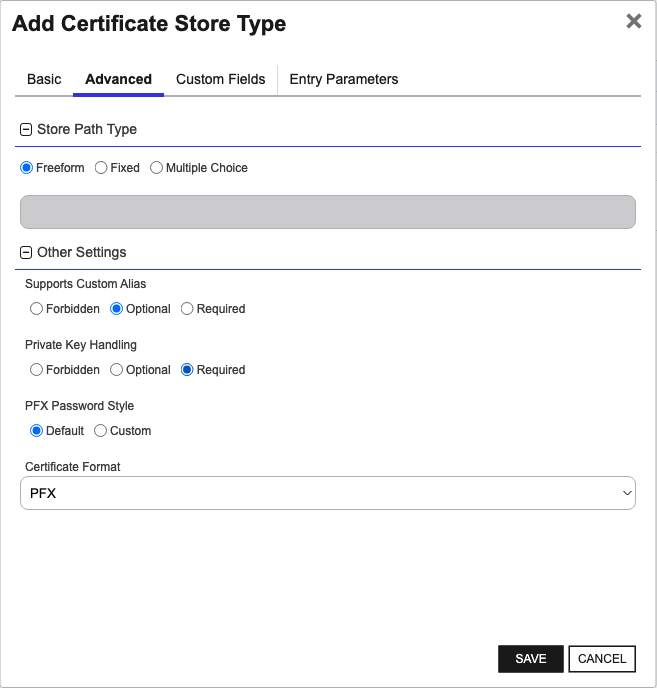 Add Certificate Store Type
Basic Advanced Custom Fields Entry Parameters
Store Path Type
Freeform Fixed Multiple Choice
Other Settings
Supports Custom Alias
Forbidden Optional Required
Private Key Handling
Forbidden Optional Required
PFX Password Style
Default Custom
Certificate Format
PFX
SAVE CANCEL